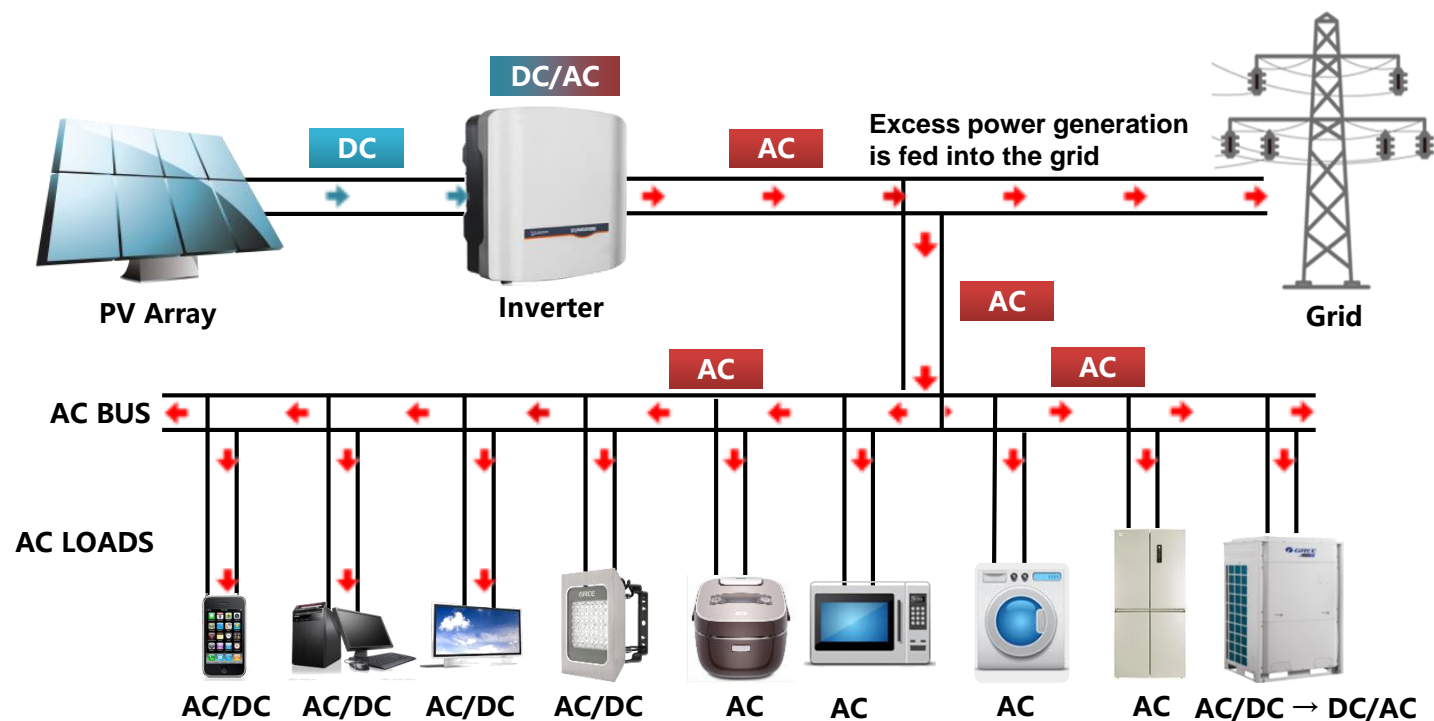 DC/AC
DC
AC
Excess power generation
is fed into the grid
PV Array
Inverter
AC
Grid
AC
AC
AC BUS
AC LOADS
GREE
GREE
AC/DC
AC/DC
AC/DC
AC/DC
AC
AC
AC
AC
AC/DC → DC/AC